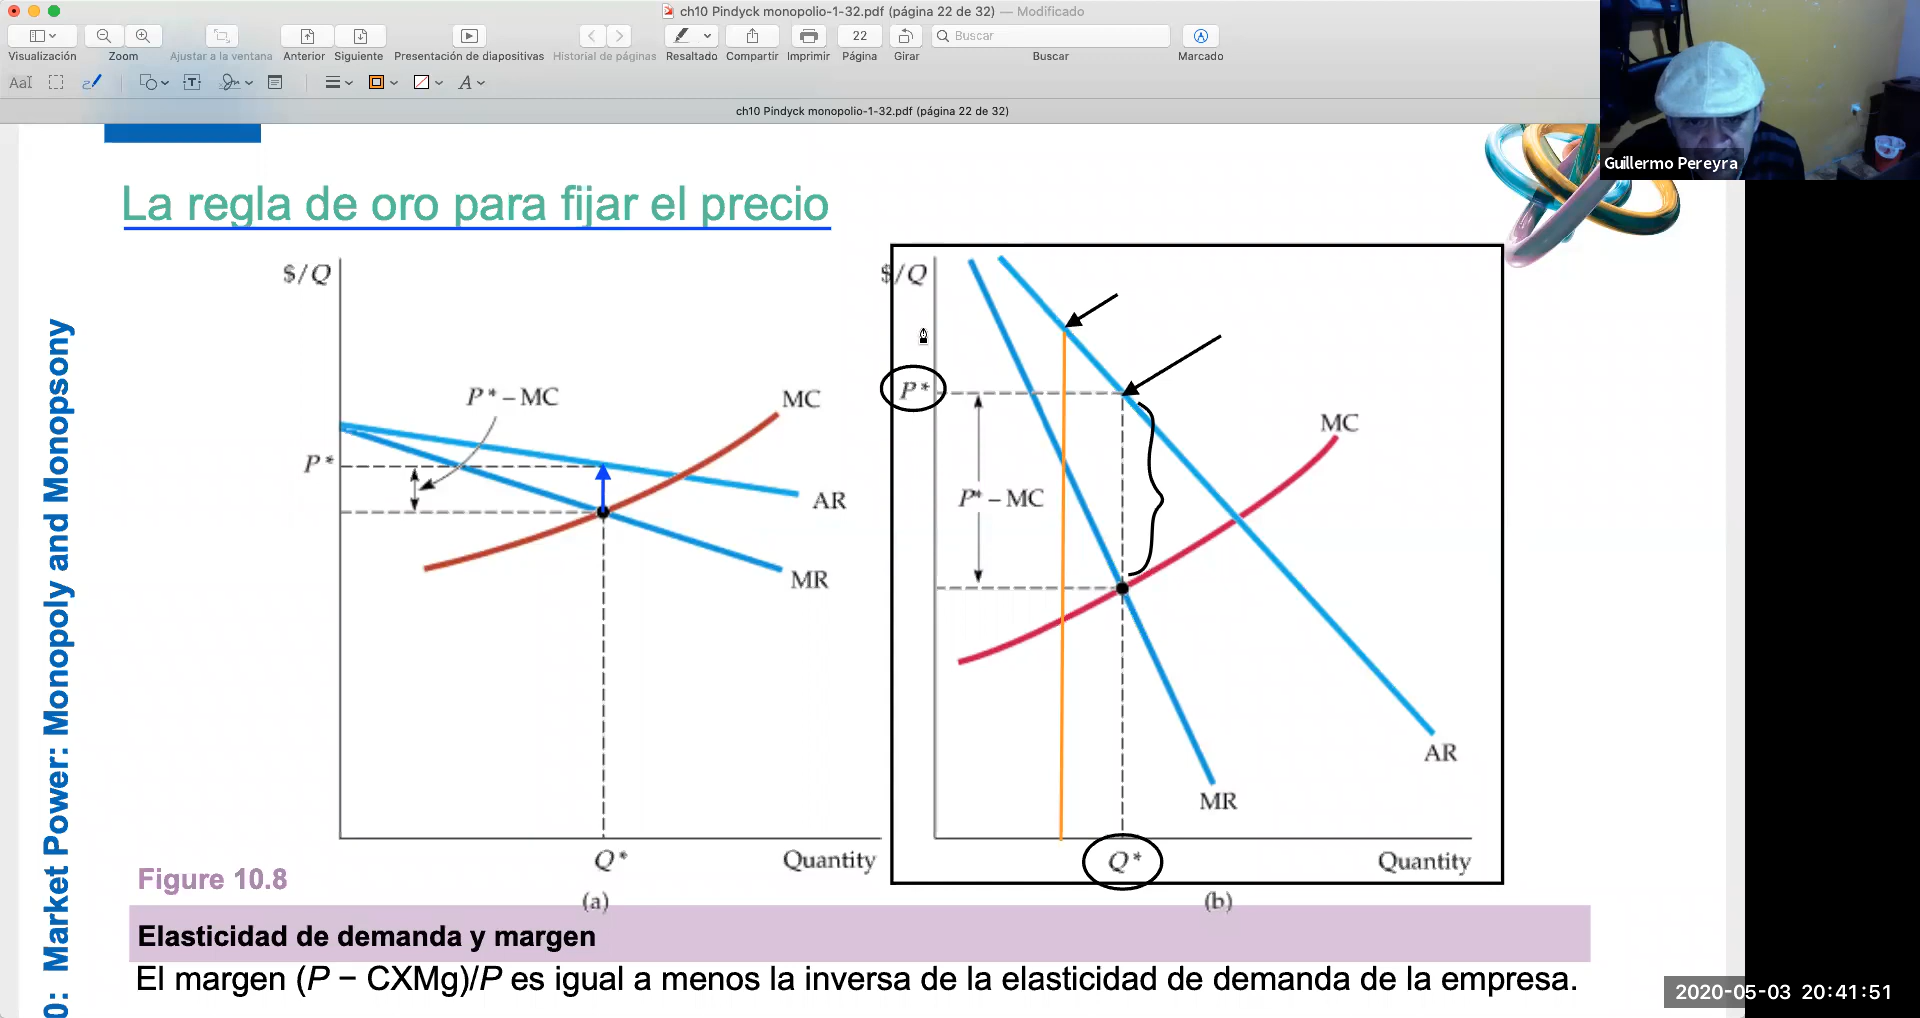 ch10 Pindyck monopolio-1-32.pdf (página 22 de 32) — Modificado
22
Buscar
Visualización
Zoom
Ajustar a la ventana
Anterior
Siguiente
Presentación de diapositivas
Historial de páginas
Resaltado
Compartir
Imprimir
Página
Girar
Buscar
Marcado
AaI
T
A
ch10 Pindyck monopolio-1-32.pdf (página 22 de 32)
Guillermo Pereyra
La regla de oro para fijar el precio
0: Market Power: Monopoly and Monopsony
$/Q
P* – MC
MC
P*
AR
MR
Q*
Quantity
(a)
$/Q
P*
P* – MC
MC
AR
MR
Q*
Quantity
(b)
Figure 10.8
Elasticidad de demanda y margen
El margen (P − CXMg)/P es igual a menos la inversa de la elasticidad de demanda de la empresa.
2020-05-03 20:41:51